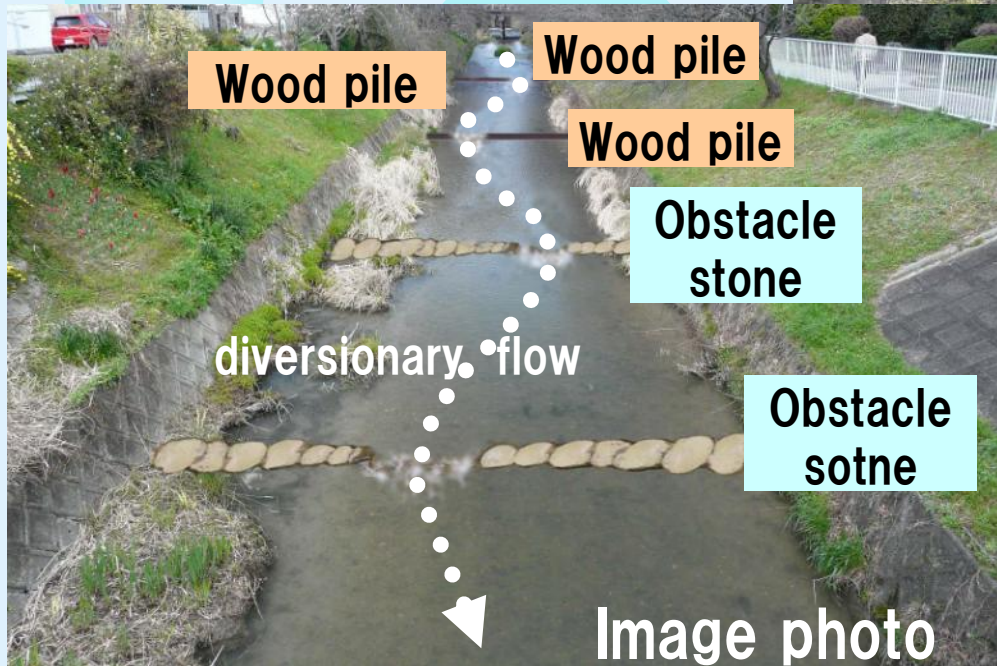 Wood pile
Wood pile
Wood pile
Obstacle
stone
diversionary flow
Obstacle
sotne
Image photo